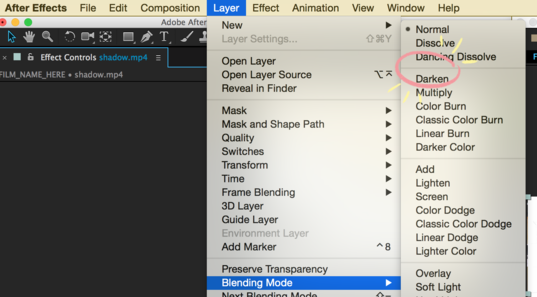 After Effects File Edit Composition Layer Effect Animation View Window Help
Adobe After
× Effect Controls shadow.mp4
FILM_NAME_HERE • shadow.mp4
New
Layer Settings... ⇧⌘Y
Open Layer
Open Layer Source
Reveal in Finder
Mask
Mask and Shape Path
Quality
Switches
Transform
Time
Frame Blending
3D Layer
Guide Layer
Environment Layer
Add Marker ^8
Preserve Transparency
Blending Mode
Next Blending Mode
Normal
Dissolve
Dancing Dissolve
Darken
Multiply
Color Burn
Classic Color Burn
Linear Burn
Darker Color
Add
Lighten
Screen
Color Dodge
Classic Color Dodge
Linear Dodge
Lighter Color
Overlay
Soft Light